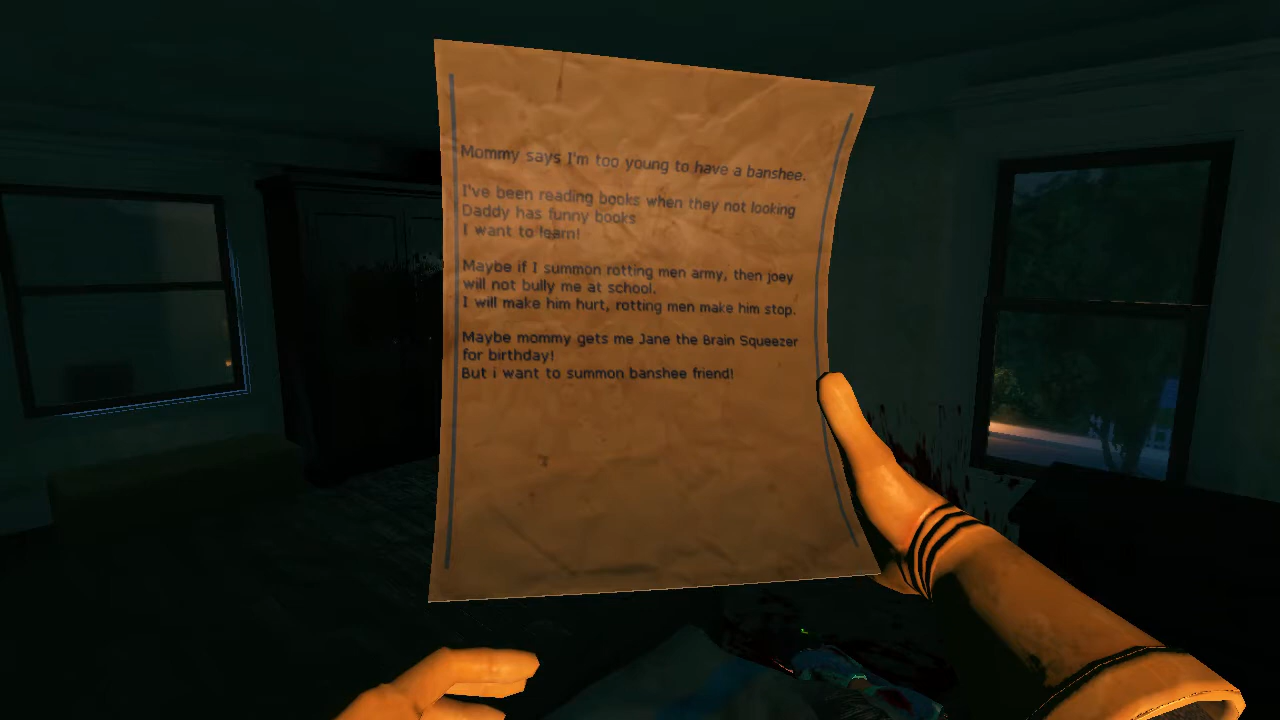 Mommy says I'm too young to have a banshee.
I've been reading books when they not looking
Daddy has funny books
I want to learn!
Maybe if I summon rotting men army, then joey
will not bully me at school.
I will make him hurt, rotting men make him stop.
Maybe mommy gets me Jane the Brain Squeezer
for birthday!
But i want to summon banshee friend!